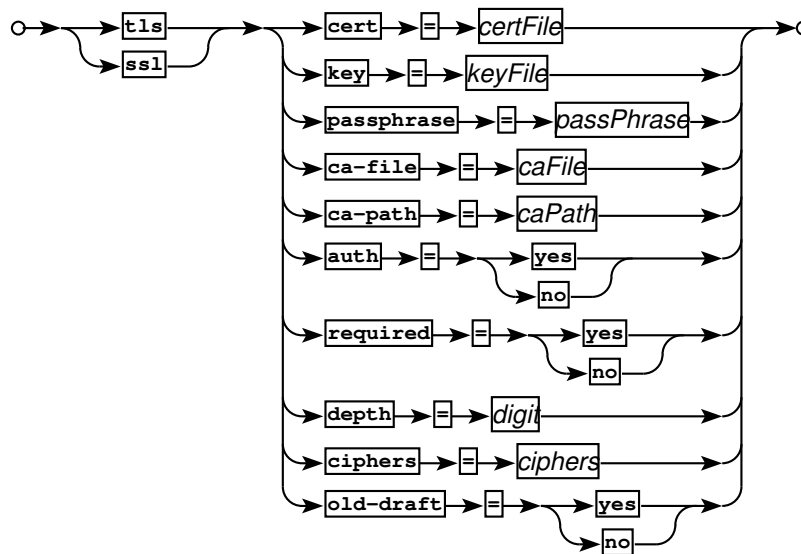 tls cert = certFile
ssl key = keyFile
passphrase = passPhrase
ca-file = caFile
ca-path = caPath
auth = yes
no
required = yes
no
depth = digit
ciphers = ciphers
old-draft = yes
no